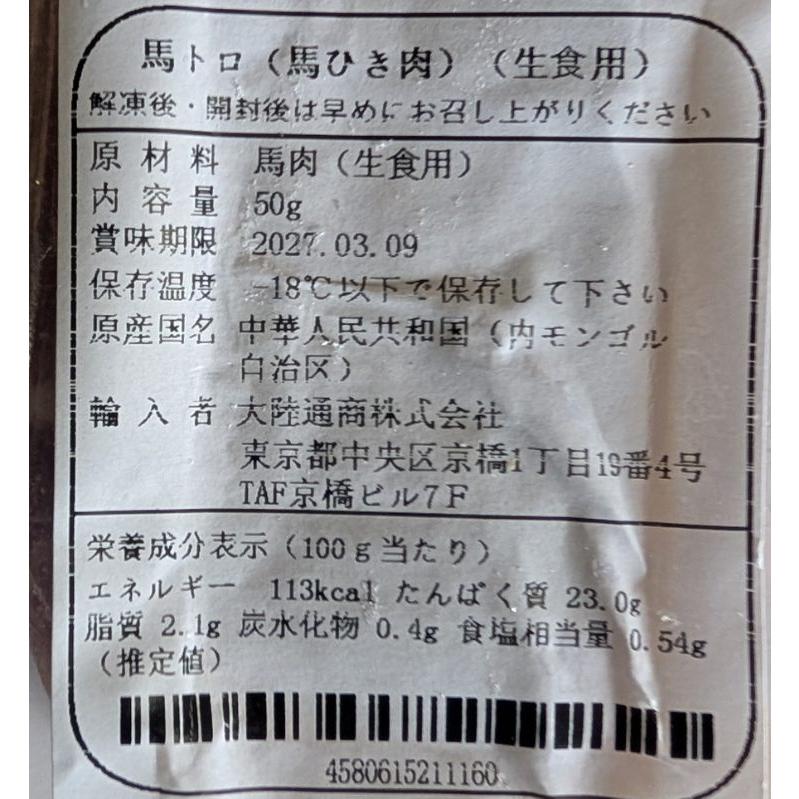 馬トロ（馬ひき肉）（生食用）
解凍後・開封後は早めにお召し上がりください
原材料 馬肉（生食用）
内容量 50g
賞味期限 2027.03.09
保存温度 -18℃以下で保存して下さい
原産国名 中華人民共和国（内モンゴル
自治区）
輸入者 大陸通商株式会社
東京都中央区京橋1丁目19番4号
TAF京橋ビル7F
栄養成分表示（100g当たり）
エネルギー 113kcal たんぱく質 23.0g
脂質 2.1g 炭水化物 0.4g 食塩相当量 0.54g
（推定値）
4580615211160